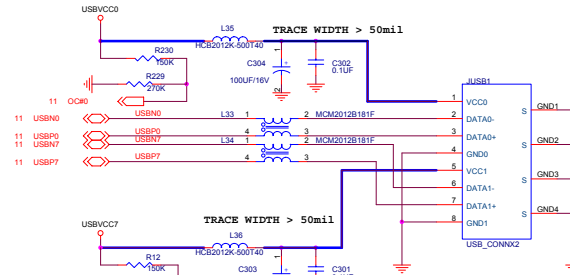 USBVCC0
L35
TRACE WIDTH > 50mil
HCB2012K-500T40
R230
150K
R229
270K
C304
100UF/16V
1
2
C302
0.1UF
11 OC#0
11 USBN0 USBN0 L33 1 2 MCM2012B181F
11 USBP0 USBP0 4 3
11 USBN7 USBN7 L34 1 2 MCM2012B181F
11 USBP7 USBP7 4 3
JUSB1
1 VCC0
2 DATA0-
3 DATA0+
4 GND0
5 VCC1
6 DATA1-
7 DATA1+
8 GND1
S GND1
S GND2
S GND3
S GND4
USB_CONNX2
USBVCC7
TRACE WIDTH > 50mil
L36
HCB2012K-500T40
R12
150K
C303
1
C301